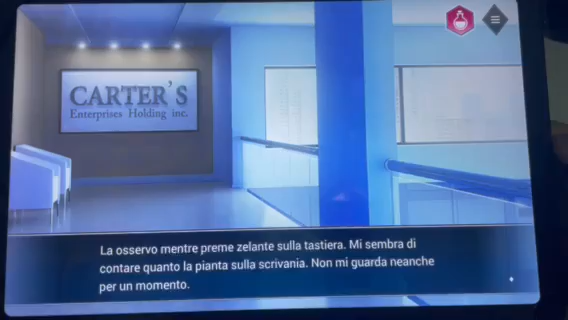 CARTER'S
Enterprises Holding inc.
La osservo mentre preme zelante sulla tastiera. Mi sembra di
contare quanto la pianta sulla scrivania. Non mi guarda neanche
per un momento.